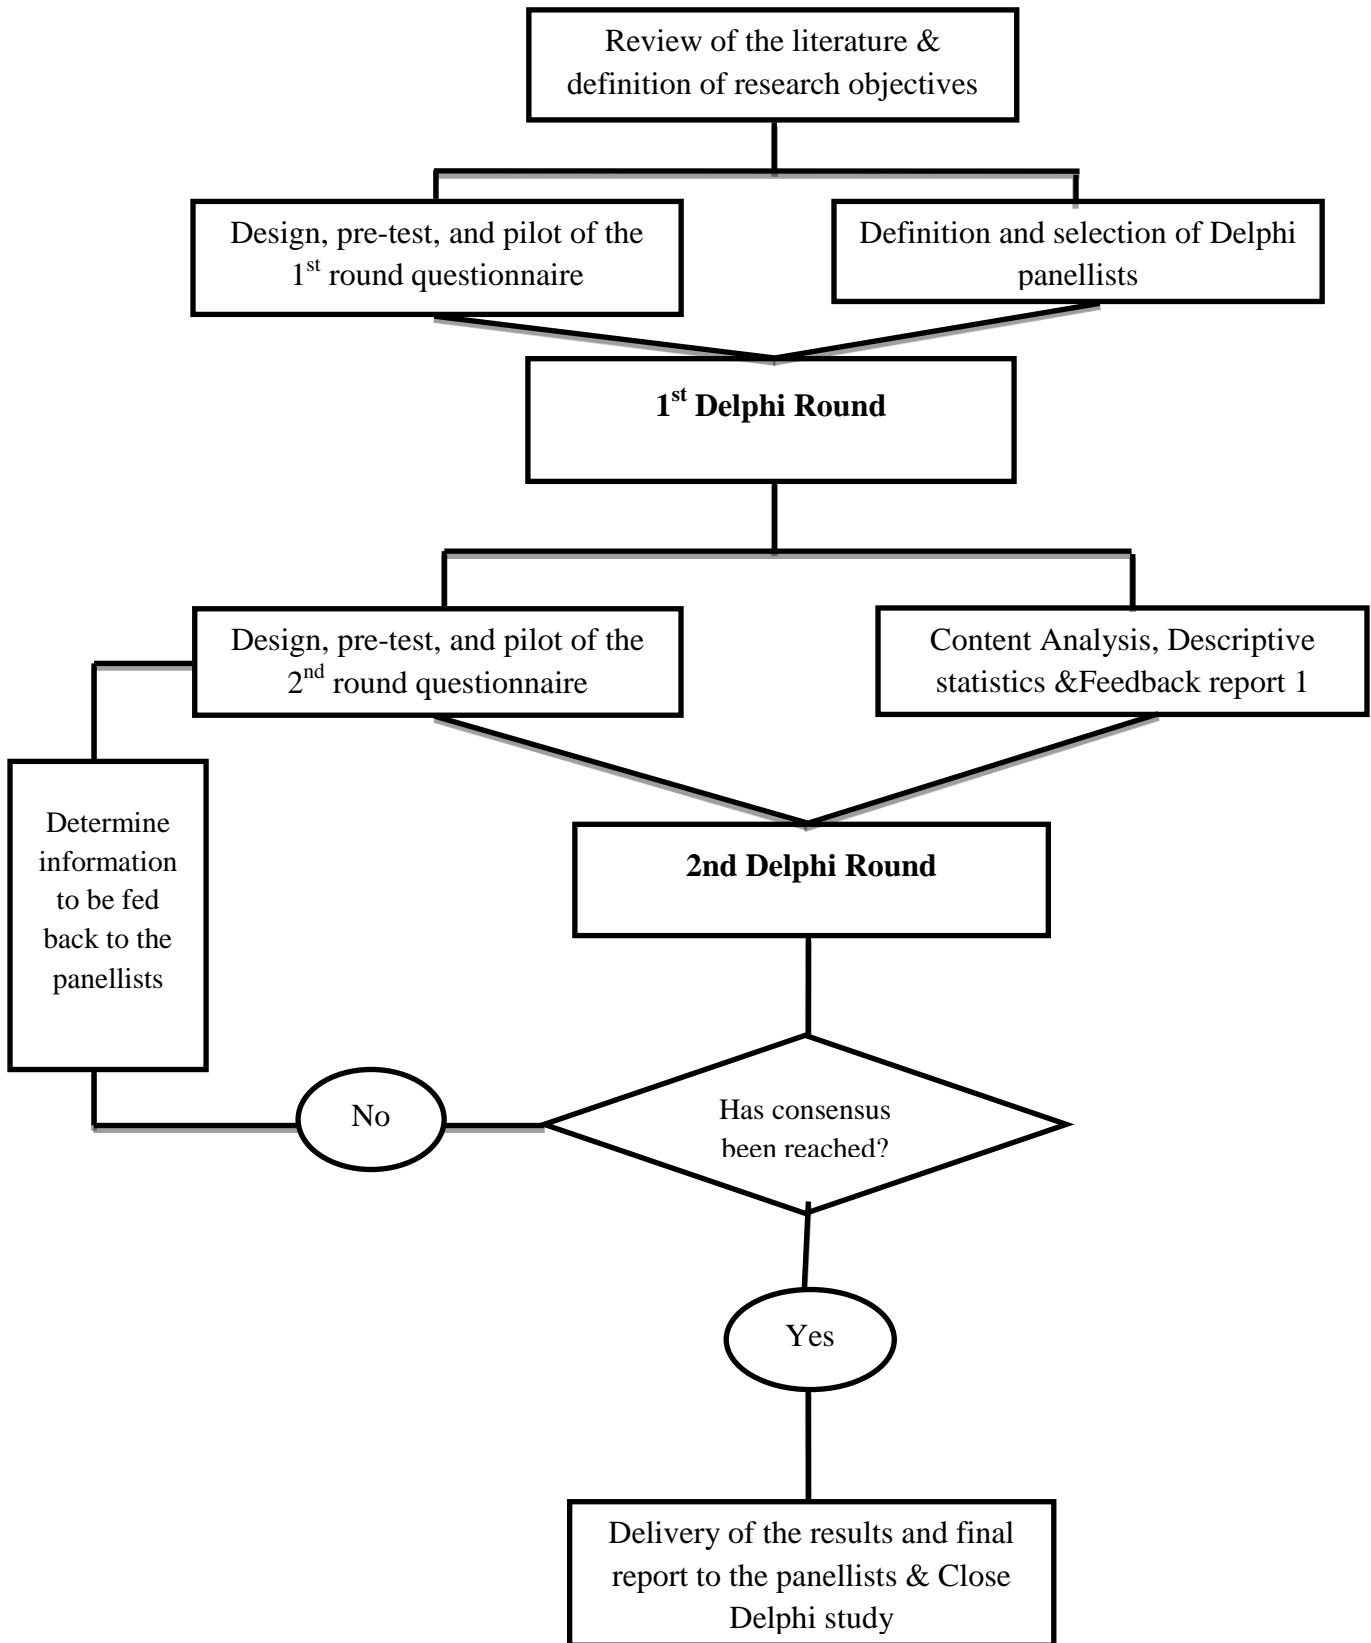 Review of the literature &
definition of research objectives
Design, pre-test, and pilot of the
1st round questionnaire
Definition and selection of Delphi
panellists
1st Delphi Round
Design, pre-test, and pilot of the
2nd round questionnaire
Content Analysis, Descriptive
statistics &Feedback report 1
Determine
information
to be fed
back to the
panellists
2nd Delphi Round
No
Has consensus
been reached?
Yes
Delivery of the results and final
report to the panellists & Close
Delphi study